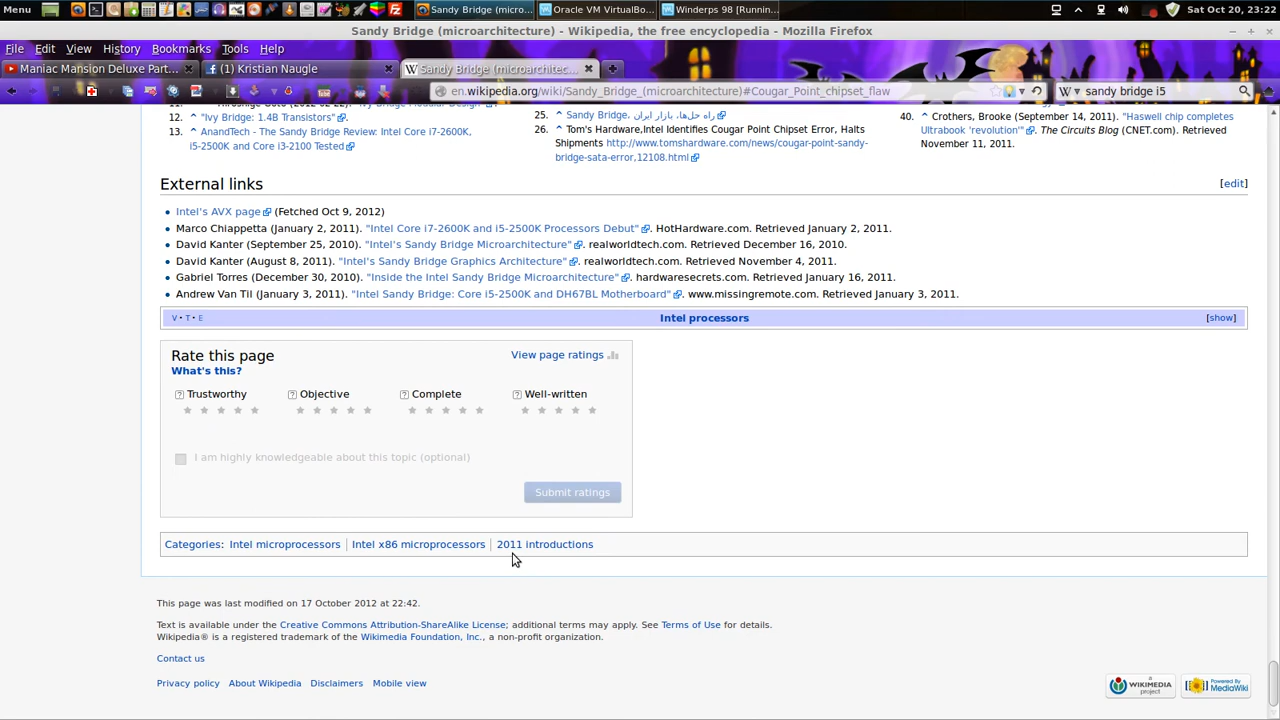 Menu Sandy Bridge (micro... Oracle VM VirtualBo... Winderps 98 [Runnin... Sat Oct 20, 23:22
Sandy Bridge (microarchitecture) - Wikipedia, the free encyclopedia - Mozilla Firefox
File Edit View History Bookmarks Tools Help
Maniac Mansion Deluxe Part... (1) Kristian Naugle Sandy Bridge (microarchitec...
en.wikipedia.org/wiki/Sandy_Bridge_(microarchitecture)#Cougar_Point_chipset_flaw sandy bridge i5
12. ^ "Ivy Bridge: 1.4B Transistors".
13. ^ AnandTech - The Sandy Bridge Review: Intel Core i7-2600K,
i5-2500K and Core i3-2100 Tested
25. ^ Sandy Bridge, راه حل‌ها، بازار ایران
26. ^ Tom's Hardware,Intel Identifies Cougar Point Chipset Error, Halts
Shipments http://www.tomshardware.com/news/cougar-point-sandy-
bridge-sata-error,12108.html
40. ^ Crothers, Brooke (September 14, 2011). "Haswell chip completes
Ultrabook 'revolution'". The Circuits Blog (CNET.com). Retrieved
November 11, 2011.
External links [edit]
Intel's AVX page (Fetched Oct 9, 2012)
Marco Chiappetta (January 2, 2011). "Intel Core i7-2600K and i5-2500K Processors Debut". HotHardware.com. Retrieved January 2, 2011.
David Kanter (September 25, 2010). "Intel's Sandy Bridge Microarchitecture". realworldtech.com. Retrieved December 16, 2010.
David Kanter (August 8, 2011). "Intel's Sandy Bridge Graphics Architecture". realworldtech.com. Retrieved November 4, 2011.
Gabriel Torres (December 30, 2010). "Inside the Intel Sandy Bridge Microarchitecture". hardwaresecrets.com. Retrieved January 16, 2011.
Andrew Van Til (January 3, 2011). "Intel Sandy Bridge: Core i5-2500K and DH67BL Motherboard". www.missingremote.com. Retrieved January 3, 2011.
V • T • E Intel processors [show]
Rate this page View page ratings
What's this?
Trustworthy Objective Complete Well-written
I am highly knowledgeable about this topic (optional)
Submit ratings
Categories: Intel microprocessors | Intel x86 microprocessors | 2011 introductions
This page was last modified on 17 October 2012 at 22:42.
Text is available under the Creative Commons Attribution-ShareAlike License; additional terms may apply. See Terms of Use for details.
Wikipedia® is a registered trademark of the Wikimedia Foundation, Inc., a non-profit organization.
Contact us
Privacy policy About Wikipedia Disclaimers Mobile view
A WIKIMEDIA project
Powered By MediaWiki